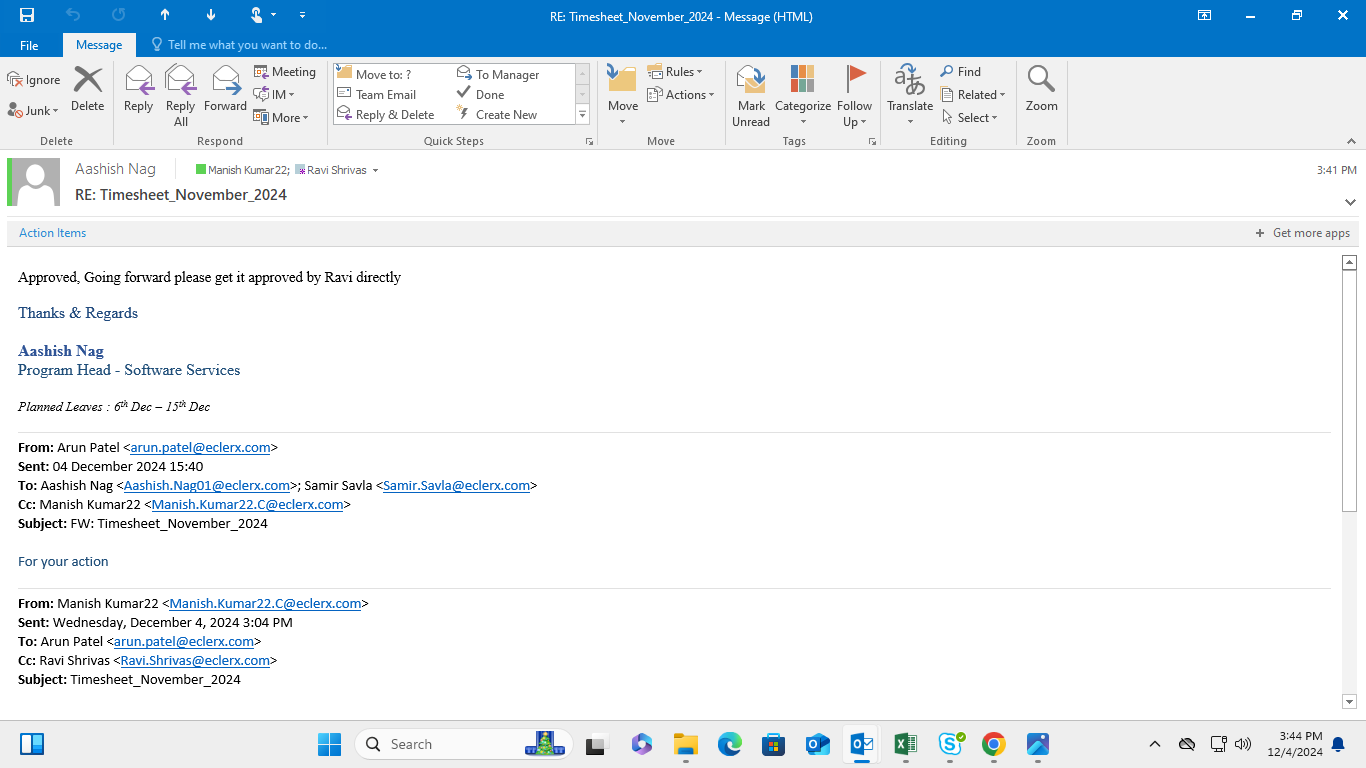 RE: Timesheet_November_2024 - Message (HTML)
File Message Tell me what you want to do...
Ignore
Junk
Delete
Reply
Reply All
Forward
Meeting
IM
More
Move to: ?
Team Email
Reply & Delete
To Manager
Done
Create New
Move
Rules
Actions
Mark Unread
Categorize
Follow Up
Translate
Find
Related
Select
Zoom
Delete Respond Quick Steps Move Tags Editing Zoom
Aashish Nag Manish Kumar22; Ravi Shrivas 3:41 PM
RE: Timesheet_November_2024
Action Items + Get more apps
Approved, Going forward please get it approved by Ravi directly
Thanks & Regards
Aashish Nag
Program Head - Software Services
Planned Leaves : 6th Dec – 15th Dec
From: Arun Patel <arun.patel@eclerx.com>
Sent: 04 December 2024 15:40
To: Aashish Nag <Aashish.Nag01@eclerx.com>; Samir Savla <Samir.Savla@eclerx.com>
Cc: Manish Kumar22 <Manish.Kumar22.C@eclerx.com>
Subject: FW: Timesheet_November_2024
For your action
From: Manish Kumar22 <Manish.Kumar22.C@eclerx.com>
Sent: Wednesday, December 4, 2024 3:04 PM
To: Arun Patel <arun.patel@eclerx.com>
Cc: Ravi Shrivas <Ravi.Shrivas@eclerx.com>
Subject: Timesheet_November_2024
Search
3:44 PM
12/4/2024